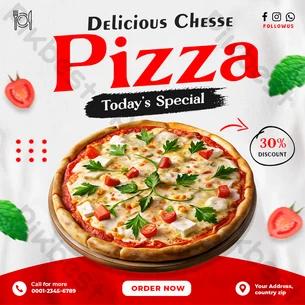 Delicious Chesse
FOLLOWUS
Pizza
Today's Special
30%
DISCOUNT
Call for more
0001-2345-6789
ORDER NOW
Your Address,
country zip